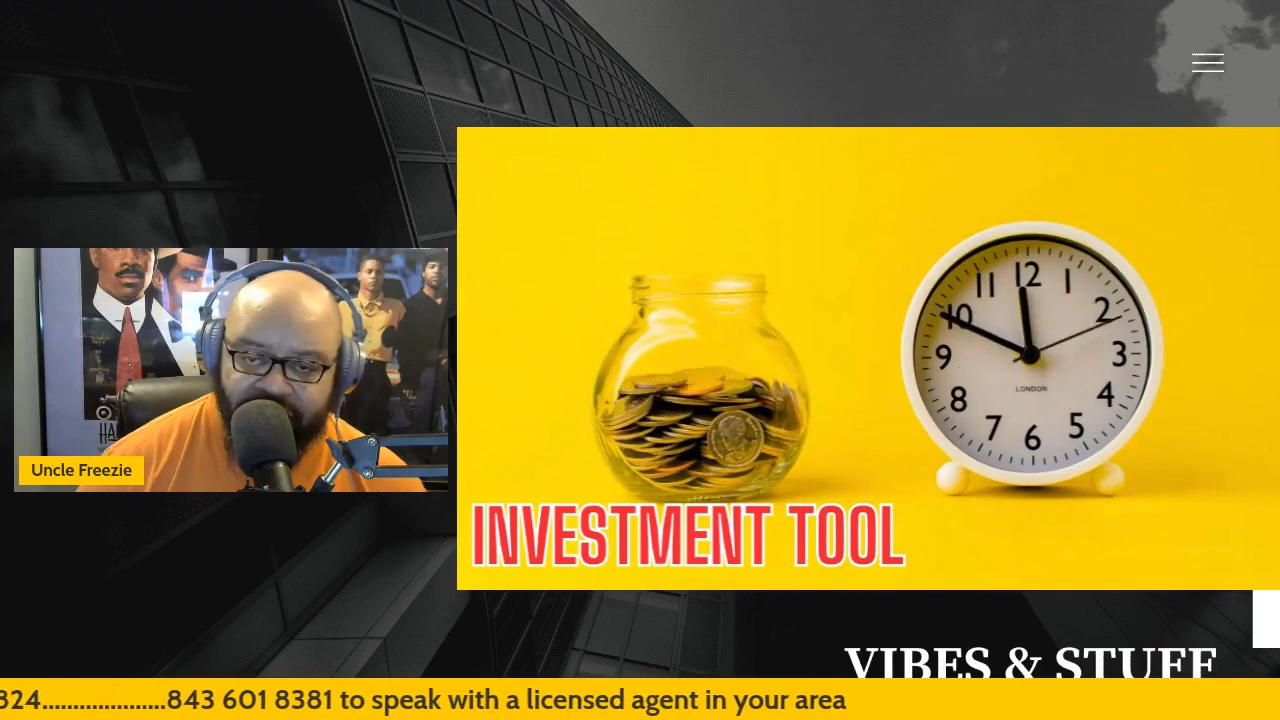 12
11
1
10
2
9
3
LONDON
8
4
7
5
6
HA
Uncle Freezie
INVESTMENT TOOL
VIBES & STUFF
324....................843 601 8381 to speak with a licensed agent in your area